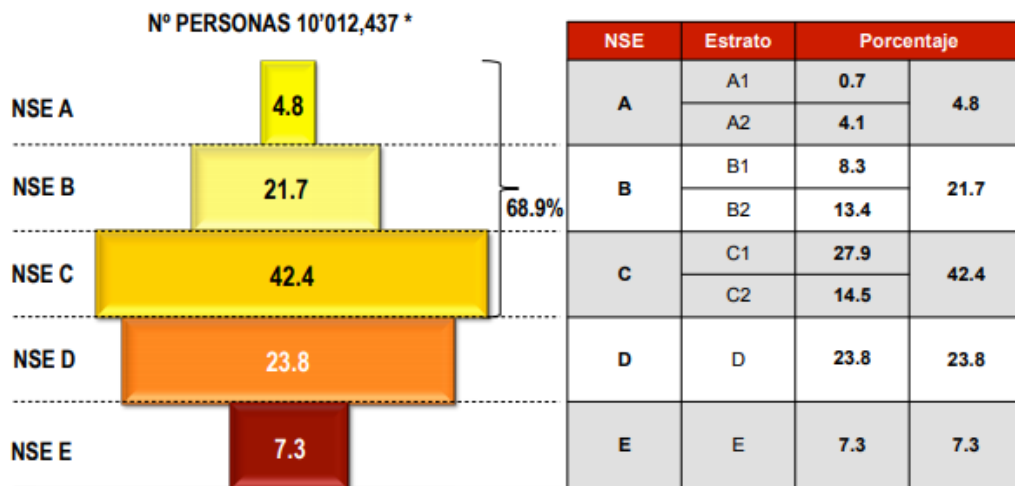 Nº PERSONAS 10’012,437 *
NSE A
4.8
NSE B
21.7
68.9%
NSE C
42.4
NSE D
23.8
NSE E
7.3
NSE Estrato Porcentaje
A A1 0.7 4.8
A2 4.1
B B1 8.3 21.7
B2 13.4
C C1 27.9 42.4
C2 14.5
D D 23.8 23.8
E E 7.3 7.3